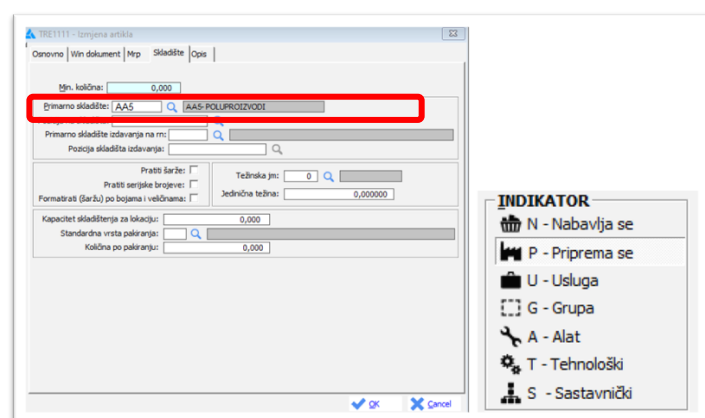 TRE1111 - Izmjena artikla
Osnovno Win dokument Mrp Skladište Opis
Min. količna: 0,000
Primarno skladište: AA5 AA5-POLUPROIZVODI
Primarno skladište izdavanja na rn:
Pozicija skladišta izdavanja:
Pratiti šarže:
Pratiti serijske brojeve:
Formatirati (šaržu) po bojama i veličnama:
Težinska jm: 0
Jedinična težina: 0,000000
Kapacitet skladištenja za lokaciju: 0,000
Standardna vrsta pakiranja:
Količna po pakiranju: 0,000
OK Cancel
INDIKATOR
N - Nabavlja se
P - Priprema se
U - Usluga
G - Grupa
A - Alat
T - Tehnološki
S - Sastavnički